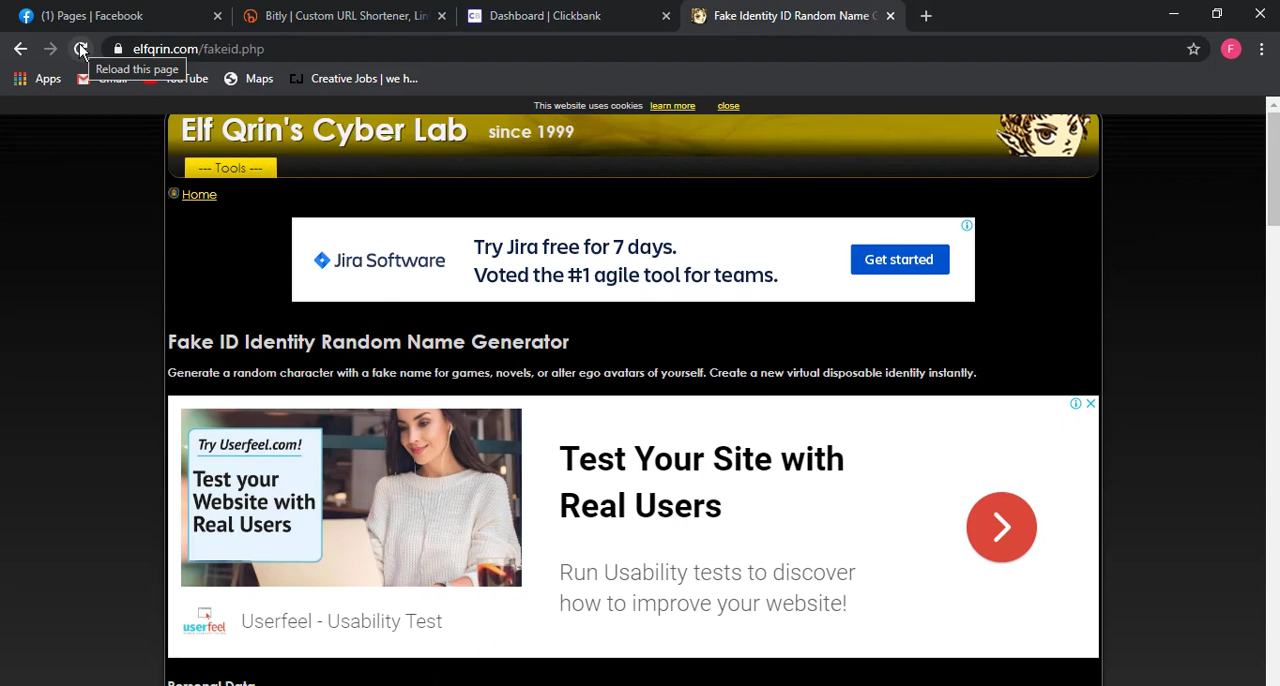 (1) Pages | Facebook
Bitly | Custom URL Shortener, Lin
Dashboard | Clickbank
Fake Identity ID Random Name G
elfqrin.com/fakeid.php
F
Reload this page
Apps
Maps
Creative Jobs | we h...
This website uses cookies learn more close
Elf Qrin's Cyber Lab since 1999
--- Tools ---
Home
Jira Software
Try Jira free for 7 days.
Voted the #1 agile tool for teams.
Get started
Fake ID Identity Random Name Generator
Generate a random character with a fake name for games, novels, or alter ego avatars of yourself. Create a new virtual disposable identity instantly.
Try Userfeel.com!
Test your
Website with
Real Users
userfeel
Userfeel - Usability Test
Test Your Site with
Real Users
Run Usability tests to discover
how to improve your website!
Personal Data